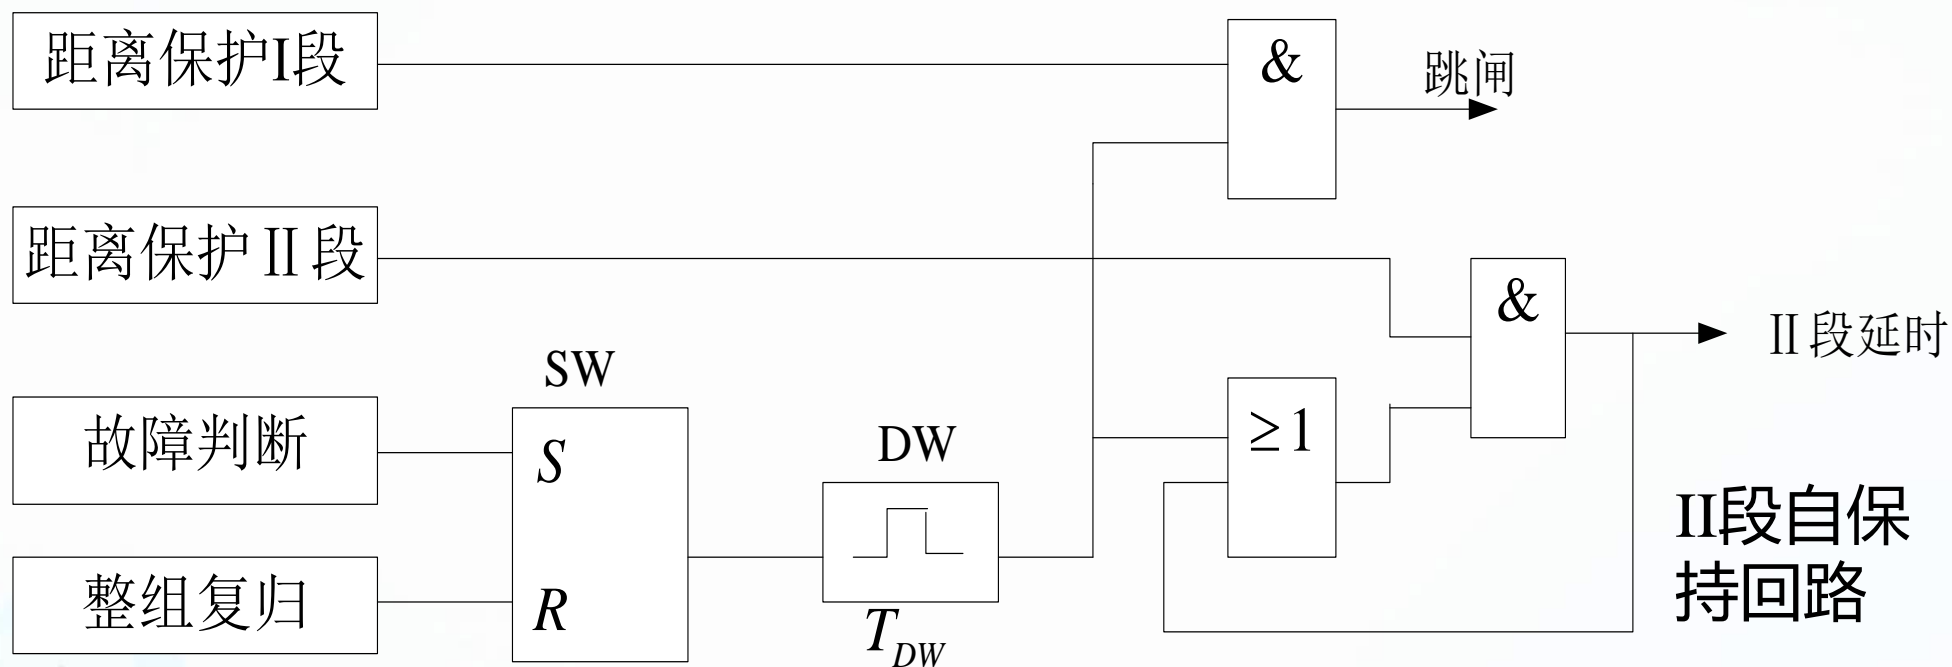 距离保护I段
&
跳闸
距离保护Ⅱ段
&
Ⅱ段延时
SW
故障判断
S
≥1
DW
II段自保
持回路
整组复归
R
T_DW